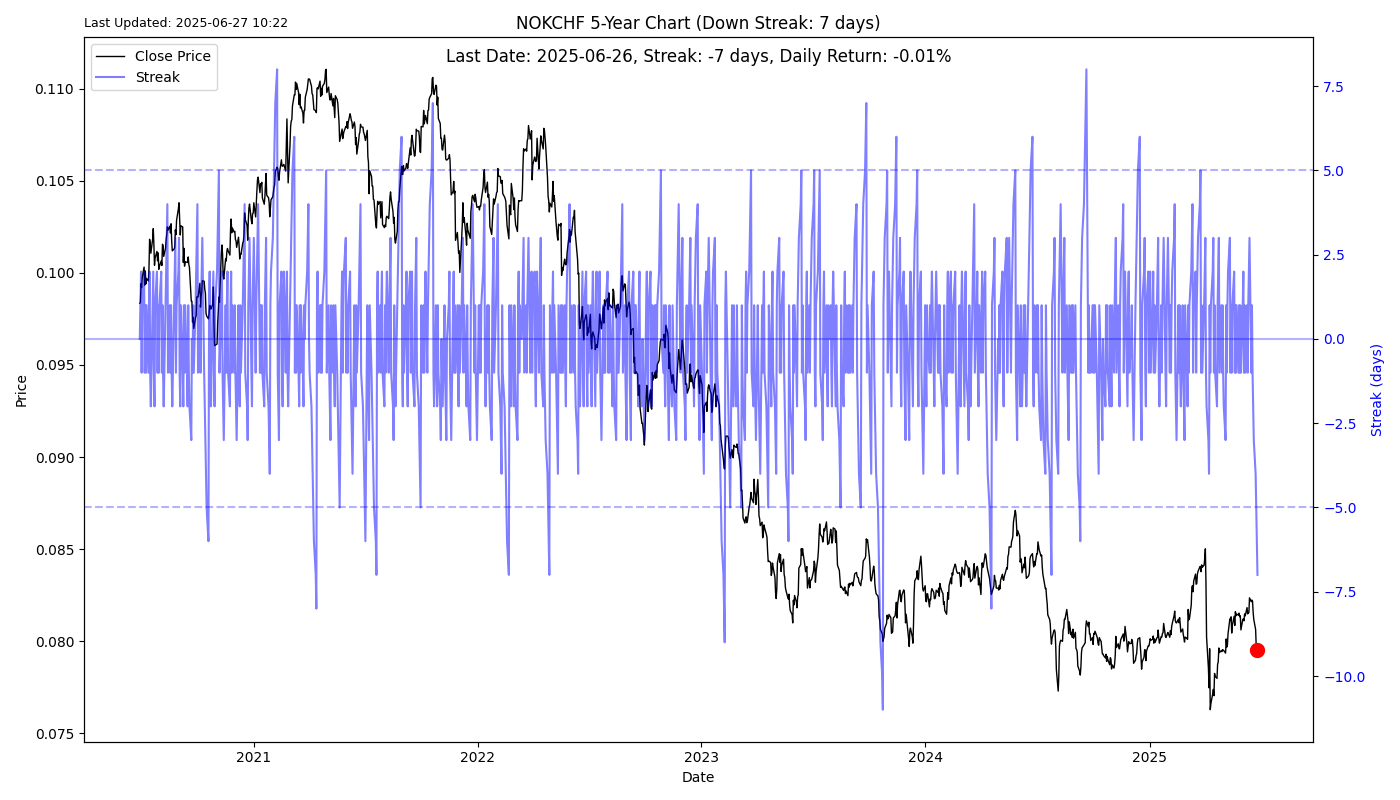 Last Updated: 2025-06-27 10:22
NOKCHF 5-Year Chart (Down Streak: 7 days)
Last Date: 2025-06-26, Streak: -7 days, Daily Return: -0.01%
Close Price
Streak
0.110
0.105
0.100
0.095
0.090
0.085
0.080
0.075
Price
7.5
5.0
2.5
0.0
−2.5
−5.0
−7.5
−10.0
Streak (days)
2021
2022
2023
2024
2025
Date